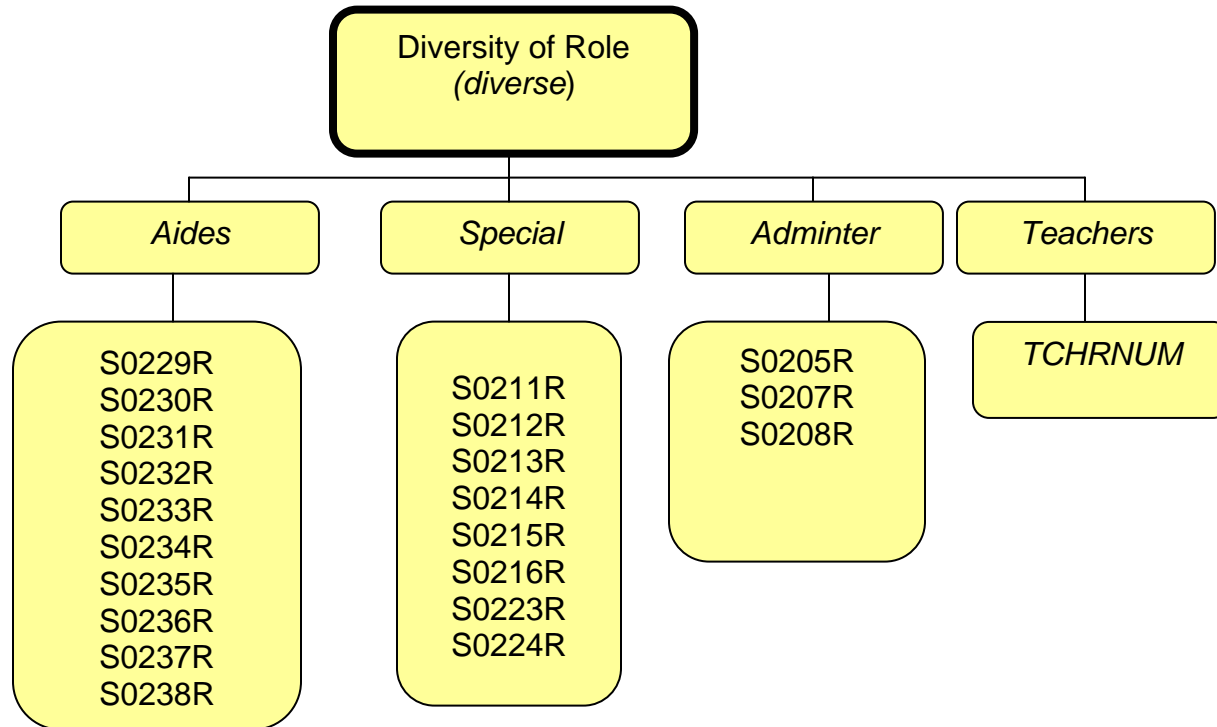 Diversity of Role
(diverse)
Aides
Special
Adminter
Teachers
S0229R
S0230R
S0231R
S0232R
S0233R
S0234R
S0235R
S0236R
S0237R
S0238R
S0211R
S0212R
S0213R
S0214R
S0215R
S0216R
S0223R
S0224R
S0205R
S0207R
S0208R
TCHRNUM